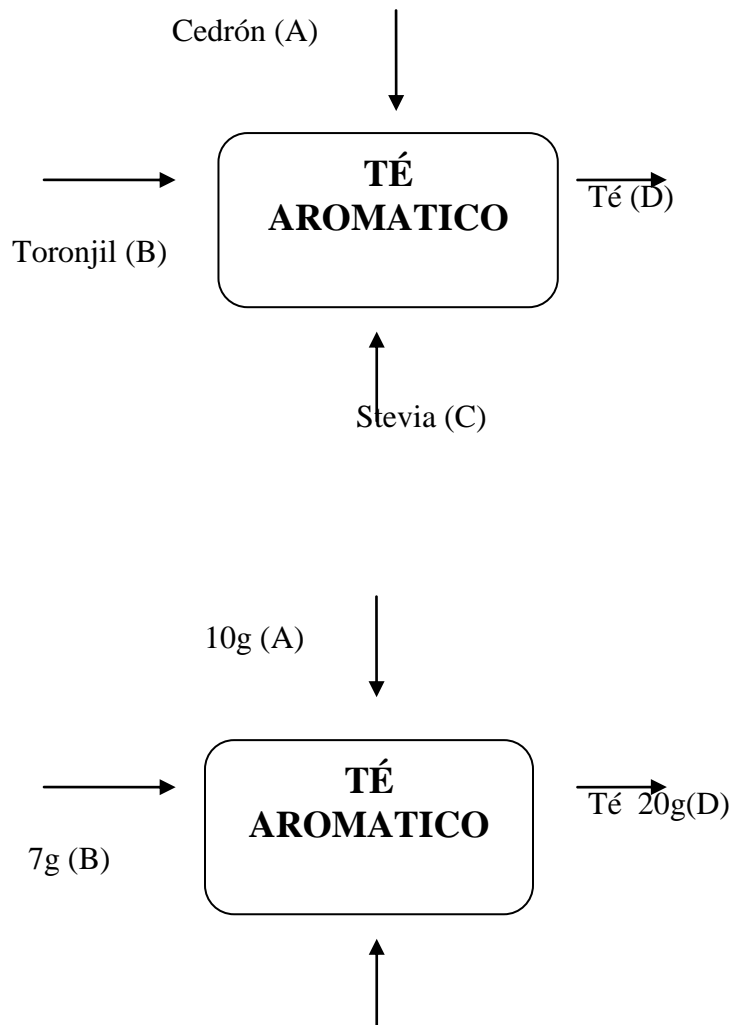 Cedrón (A)
TÉ
AROMATICO
Té (D)
Toronjil (B)
Stevia (C)
10g (A)
TÉ
AROMATICO
Té 20g(D)
7g (B)